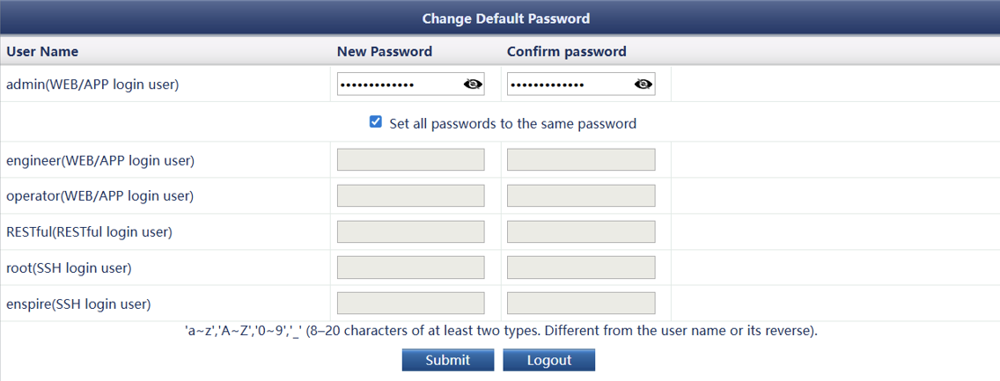 Change Default Password
User Name New Password Confirm password
admin(WEB/APP login user) ••••••••••••• •••••••••••••
Set all passwords to the same password
engineer(WEB/APP login user)
operator(WEB/APP login user)
RESTful(RESTful login user)
root(SSH login user)
enspire(SSH login user)
'a~z','A~Z','0~9','_' (8–20 characters of at least two types. Different from the user name or its reverse).
Submit Logout